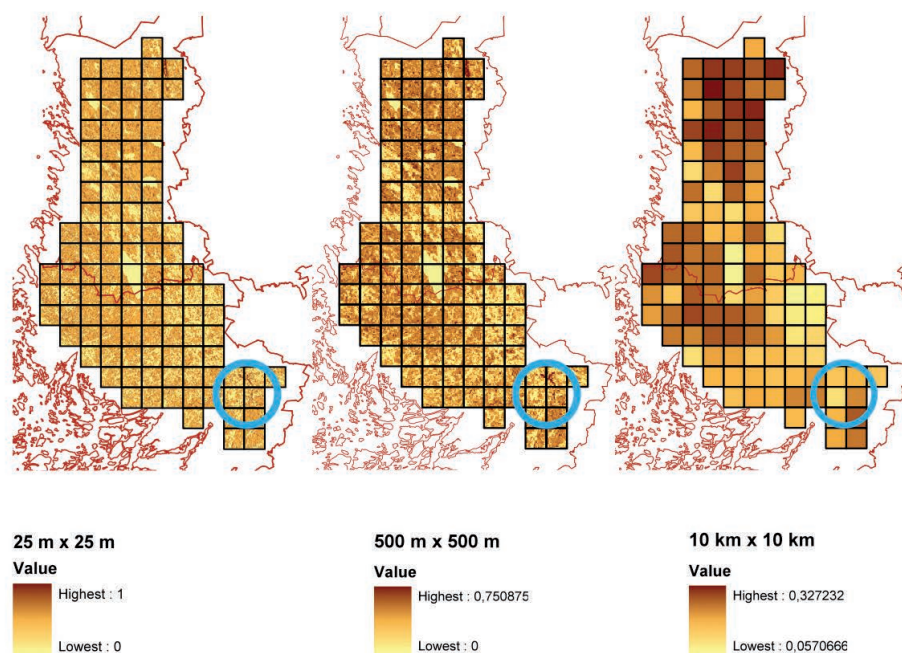 25 m x 25 m
Value
Highest : 1
Lowest : 0
500 m x 500 m
Value
Highest : 0,750875
Lowest : 0
10 km x 10 km
Value
Highest : 0,327232
Lowest : 0,0570666